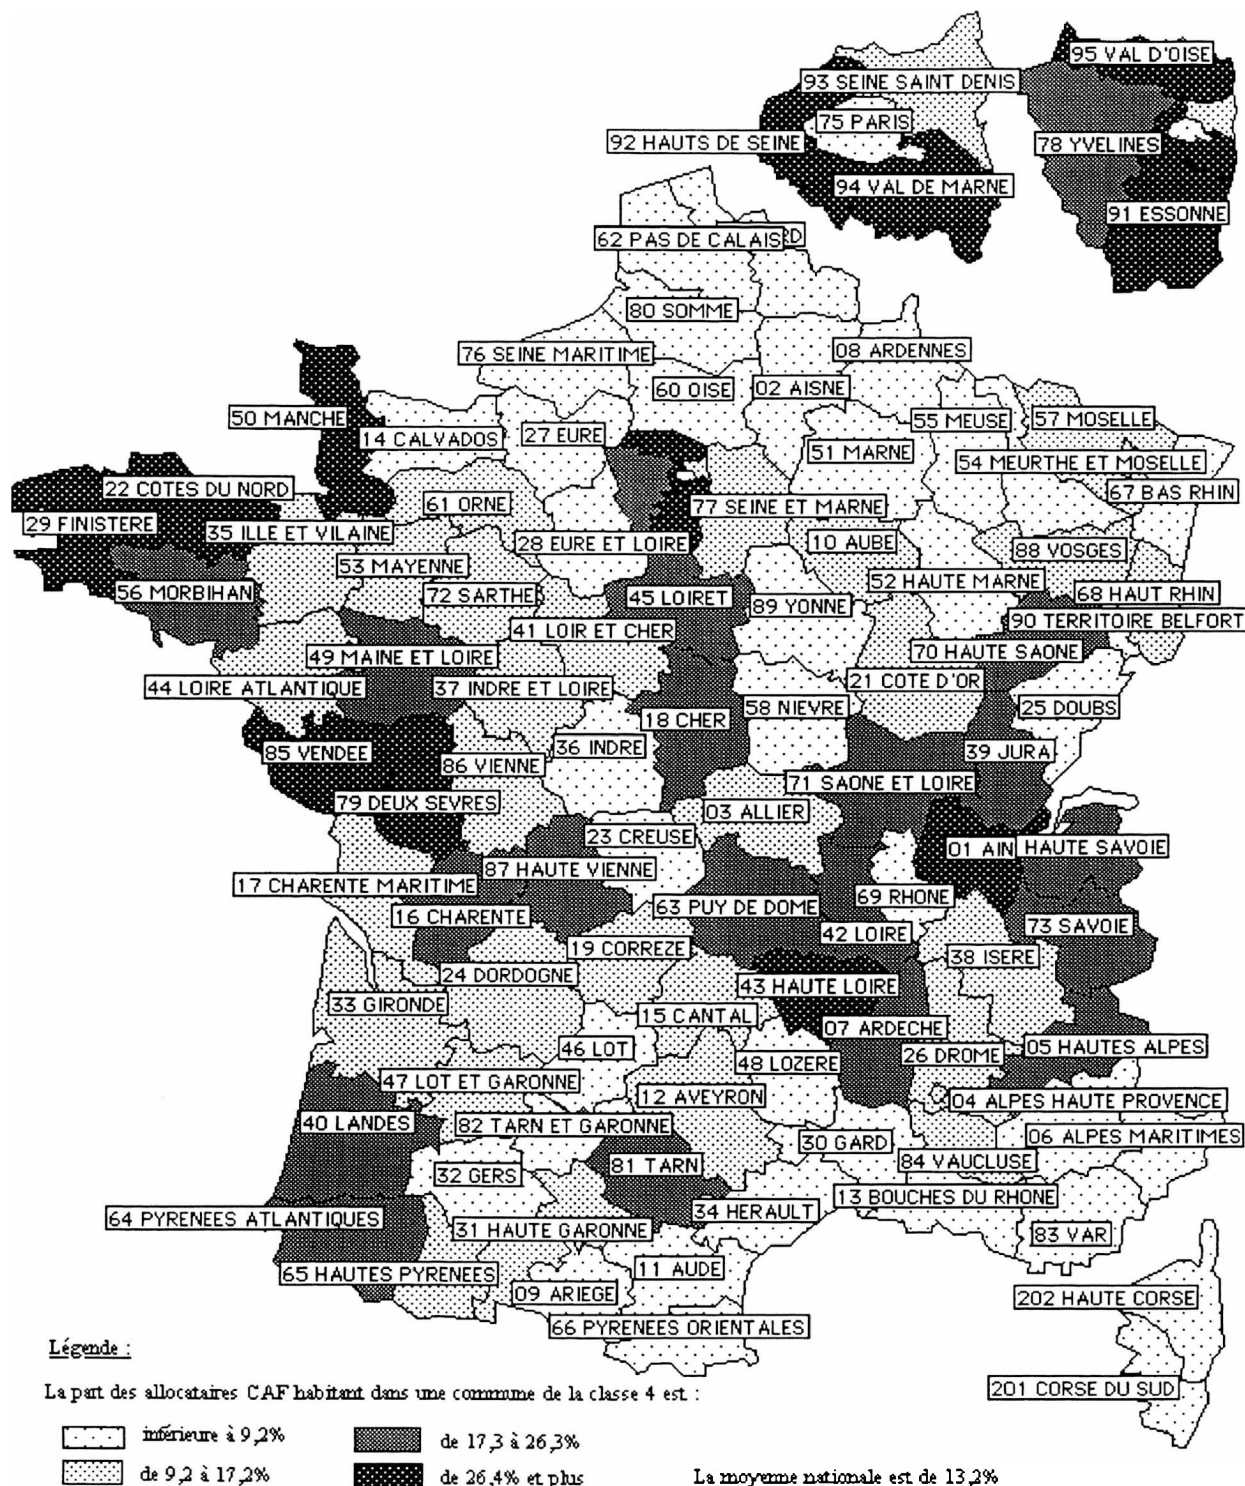 95 VAL D'OISE
93 SEINE SAINT DENIS
75 PARIS
92 HAUTS DE SEINE
78 YVELINES
94 VAL DE MARNE
91 ESSONNE
62 PAS DE CALAIS
80 SOMME
76 SEINE MARITIME
08 ARDENNES
60 OISE
02 AISNE
50 MANCHE
55 MEUSE
57 MOSELLE
14 CALVADOS
27 EURE
51 MARNE
54 MEURTHE ET MOSELLE
22 COTES DU NORD
67 BAS RHIN
61 ORNE
77 SEINE ET MARNE
29 FINISTERE
35 ILLE ET VILAINE
28 EURE ET LOIRE
10 AUBE
88 VOSGES
53 MAYENNE
52 HAUTE MARNE
56 MORBIHAN
72 SARTHE
45 LOIRET
68 HAUT RHIN
89 YONNE
90 TERRITOIRE BELFORT
41 LOIR ET CHER
49 MAINE ET LOIRE
70 HAUTE SAONE
44 LOIRE ATLANTIQUE
37 INDRE ET LOIRE
21 COTE D'OR
58 NIEVRE
25 DOUBS
18 CHER
85 VENDEE
36 INDRE
39 JURA
86 VIENNE
71 SAONE ET LOIRE
79 DEUX SEVRES
03 ALLIER
23 CREUSE
01 AIN
HAUTE SAVOIE
87 HAUTE VIENNE
17 CHARENTE MARITIME
69 RHONE
63 PUY DE DOME
16 CHARENTE
73 SAVOIE
42 LOIRE
19 CORREZE
38 ISERE
24 DORDOGNE
43 HAUTE LOIRE
33 GIRONDE
15 CANTAL
07 ARDECHE
46 LOT
05 HAUTES ALPES
26 DROME
48 LOZERE
47 LOT ET GARONNE
12 AVEYRON
04 ALPES HAUTE PROVENCE
40 LANDES
82 TARN ET GARONNE
30 GARD
06 ALPES MARITIMES
81 TARN
84 VAUCLUSE
32 GERS
13 BOUCHES DU RHONE
34 HERAULT
64 PYRENEES ATLANTIQUES
31 HAUTE GARONNE
83 VAR
11 AUDE
65 HAUTES PYRENEES
09 ARIEGE
202 HAUTE CORSE
66 PYRENEES ORIENTALES
201 CORSE DU SUD
Légende :
La part des allocataires CAF habitant dans une commune de la classe 4 est :
inférieure à 9,2%
de 17,3 à 26,3%
de 9,2 à 17,2%
de 26,4% et plus
La moyenne nationale est de 13,2%